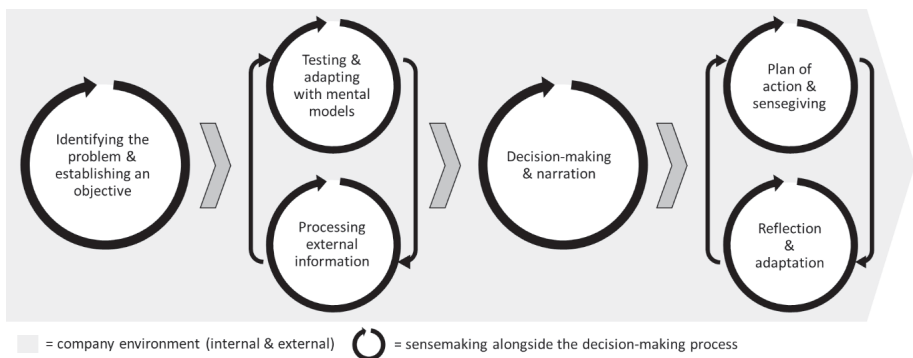 Identifying the
problem &
establishing an
objective
Testing &
adapting
with mental
models
Processing
external
information
Decision-making
& narration
Plan of
action &
sensegiving
Reflection
&
adaptation
= company environment (internal & external)
= sensemaking alongside the decision-making process